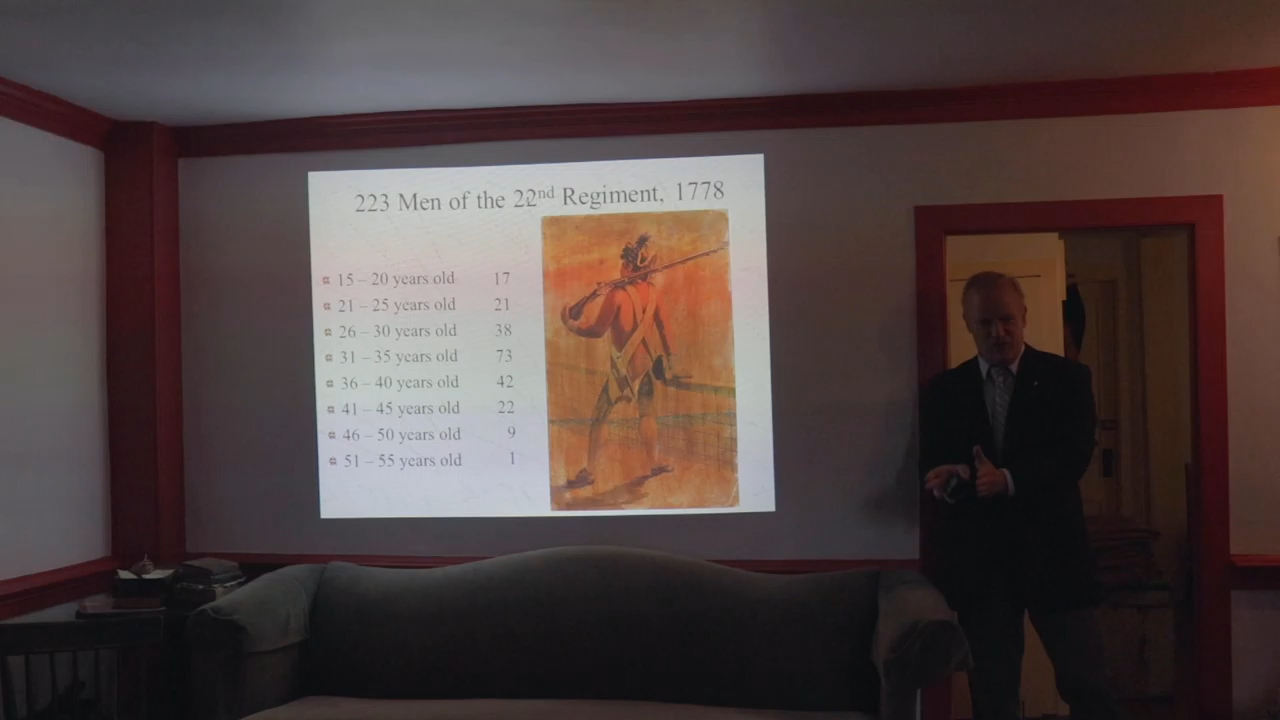 223 Men of the 22nd Regiment, 1778
15 – 20 years old 17
21 – 25 years old 21
26 – 30 years old 38
31 – 35 years old 73
36 – 40 years old 42
41 – 45 years old 22
46 – 50 years old 9
51 – 55 years old 1